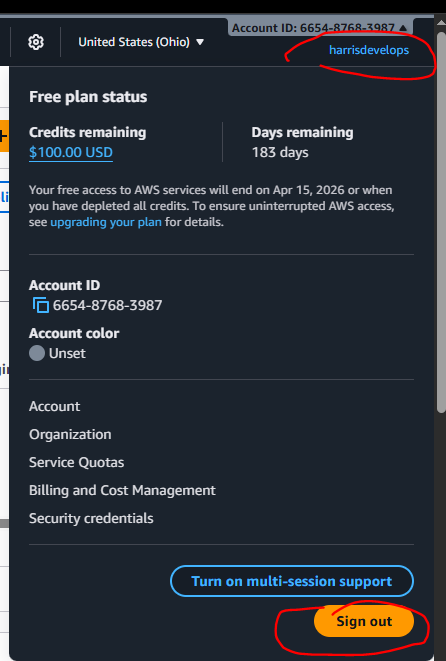 Account ID: 6654-8768-3987
United States (Ohio)
harrisdevelops
Free plan status
Credits remaining
Days remaining
$100.00 USD
183 days
Your free access to AWS services will end on Apr 15, 2026 or when
you have depleted all credits. To ensure uninterrupted AWS access,
see upgrading your plan for details.
Account ID
6654-8768-3987
Account color
Unset
Account
Organization
Service Quotas
Billing and Cost Management
Security credentials
Turn on multi-session support
Sign out